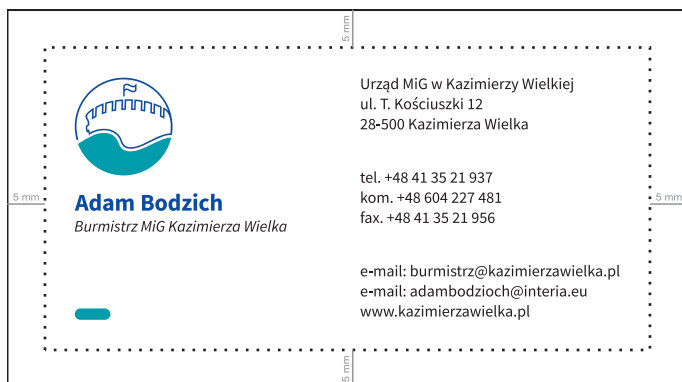 5 mm
Urząd MiG w Kazimierzy Wielkiej
ul. T. Kościuszki 12
28-500 Kazimierza Wielka
tel. +48 41 35 21 937
5 mm
5 mm
kom. +48 604 227 481
Adam Bodzich
fax. +48 41 35 21 956
Burmistrz MiG Kazimierza Wielka
e-mail: burmistrz@kazimierzawielka.pl
e-mail: adambodzioch@interia.eu
www.kazimierzawielka.pl
5 mm